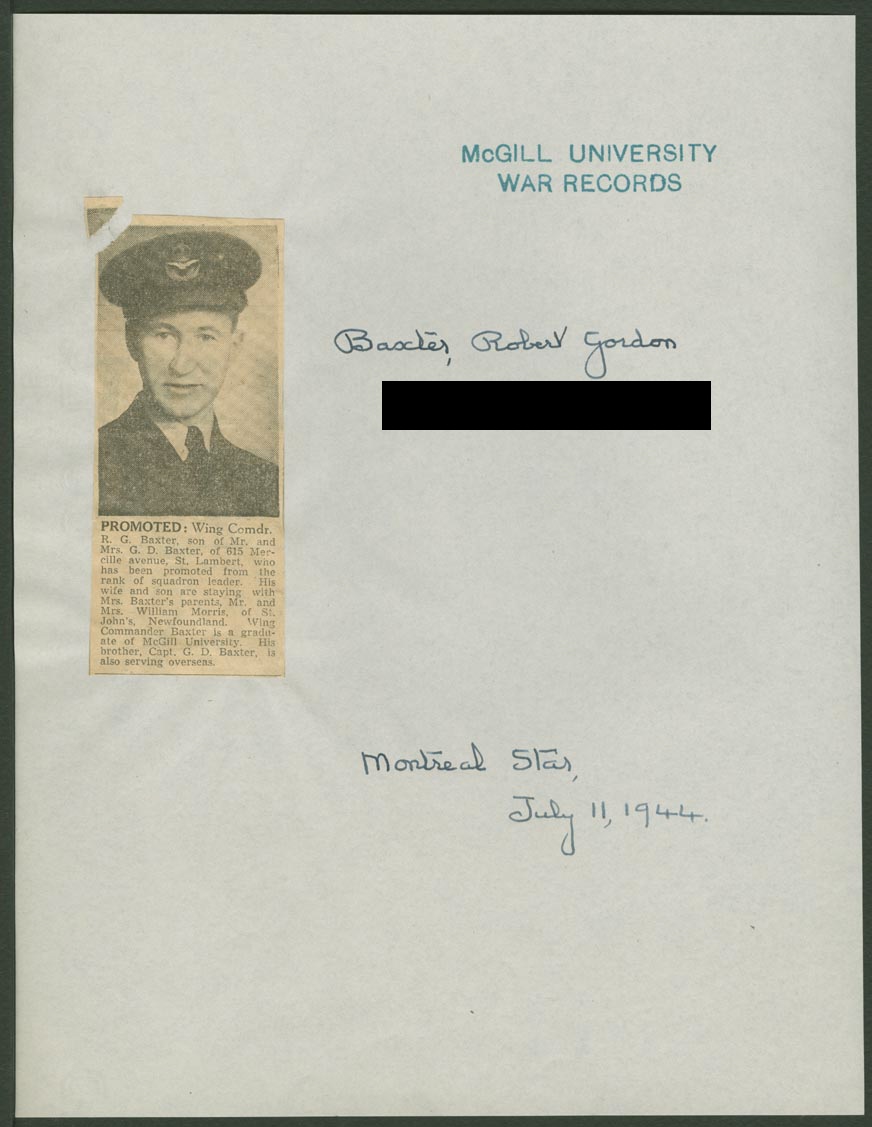 McGILL UNIVERSITY
WAR RECORDS
Baxter, Robert Gordon
PROMOTED: Wing Comdr.
R. G. Baxter, son of Mr. and
Mrs. G. D. Baxter, of 615 Mer-
cille avenue, St. Lambert, who
has been promoted from the
rank of squadron leader. His
wife and son are staying with
Mrs. Baxter's parents, Mr. and
Mrs. William Morris, of St.
John's, Newfoundland. Wing
Commander Baxter is a gradu-
ate of McGill University. His
brother, Capt. G. D. Baxter, is
also serving overseas.
Montreal Star,
July 11, 1944.